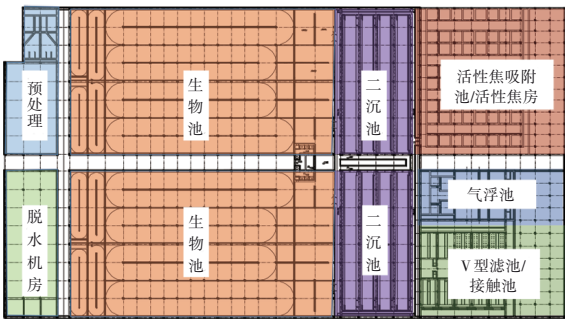 预处理
生物池
二沉池
活性焦吸附
池/活性焦房
脱水机房
生物池
二沉池
气浮池
V型滤池/
接触池